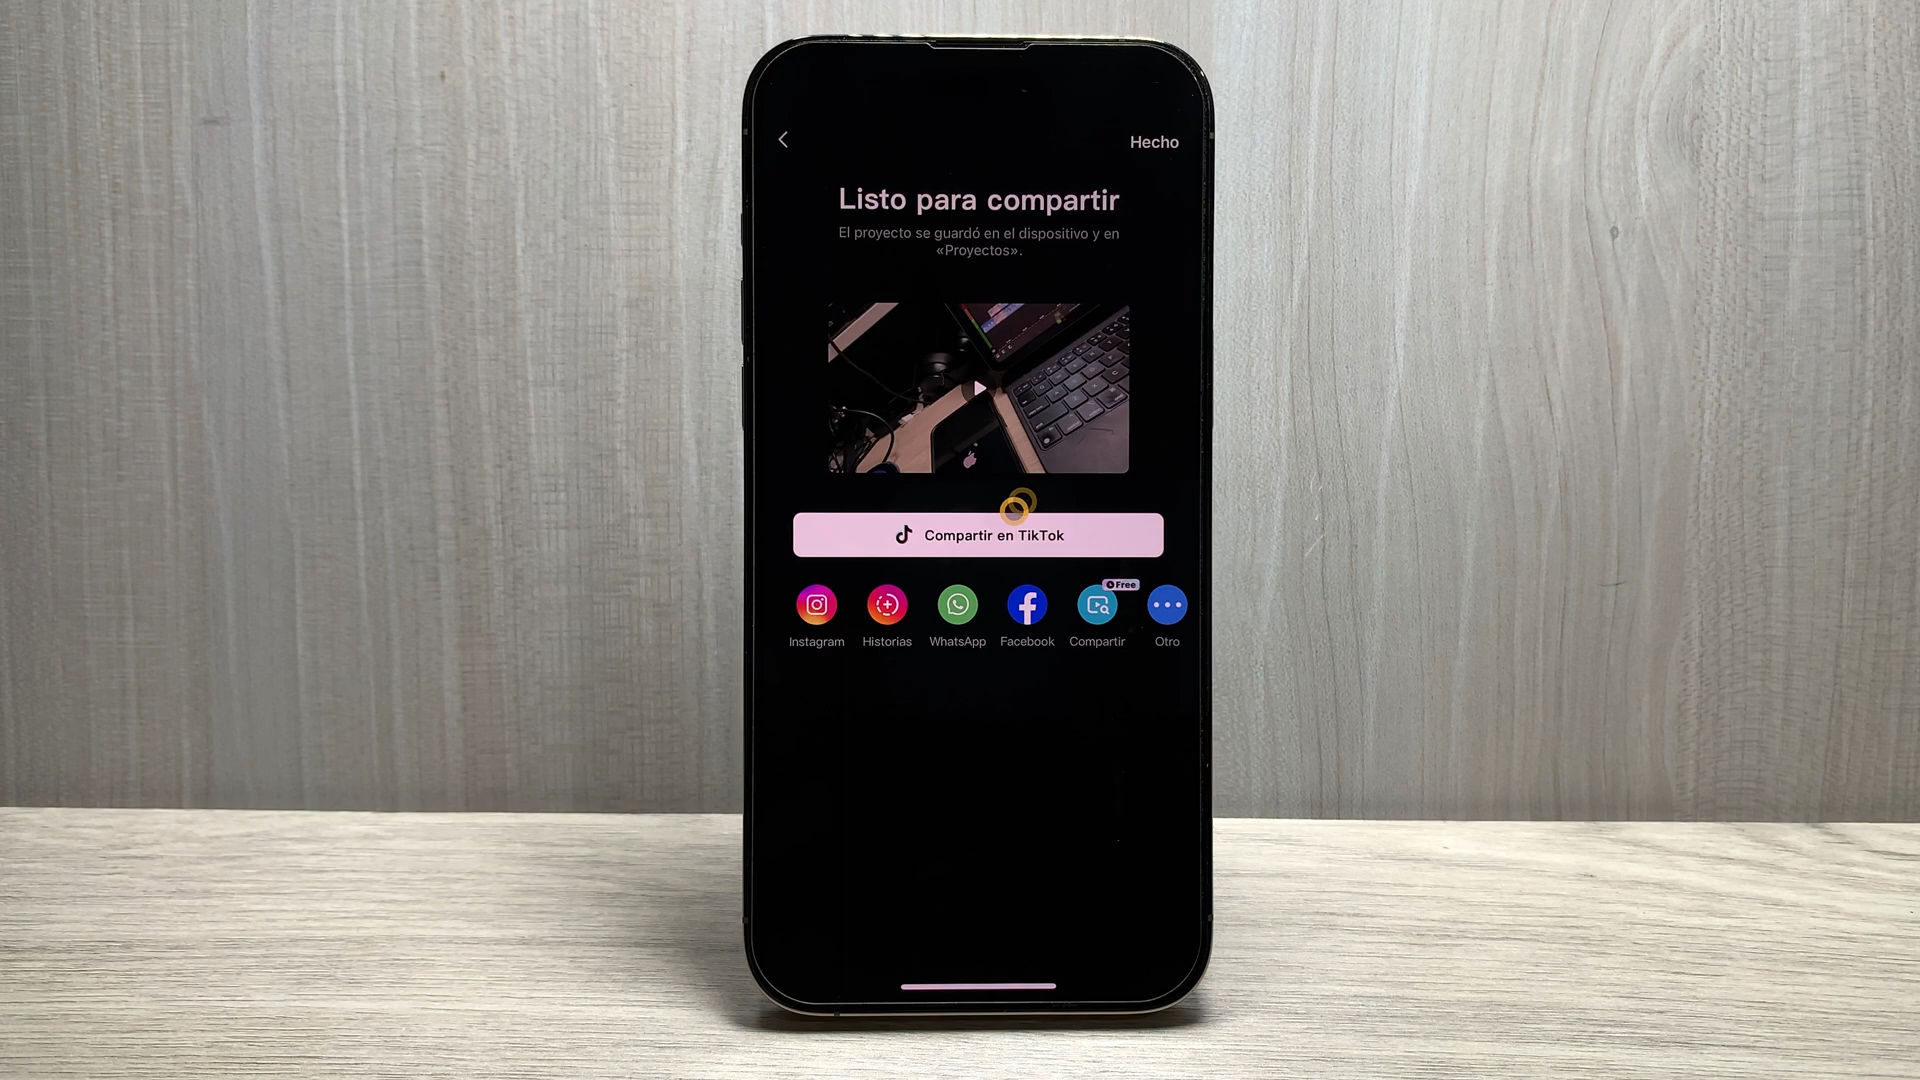 Hecho
Listo para compartir
El proyecto se guardó en el dispositivo y en
«Proyectos».
Compartir en TikTok
Free
Instagram
Historias
WhatsApp
Facebook
Compartir
Otro